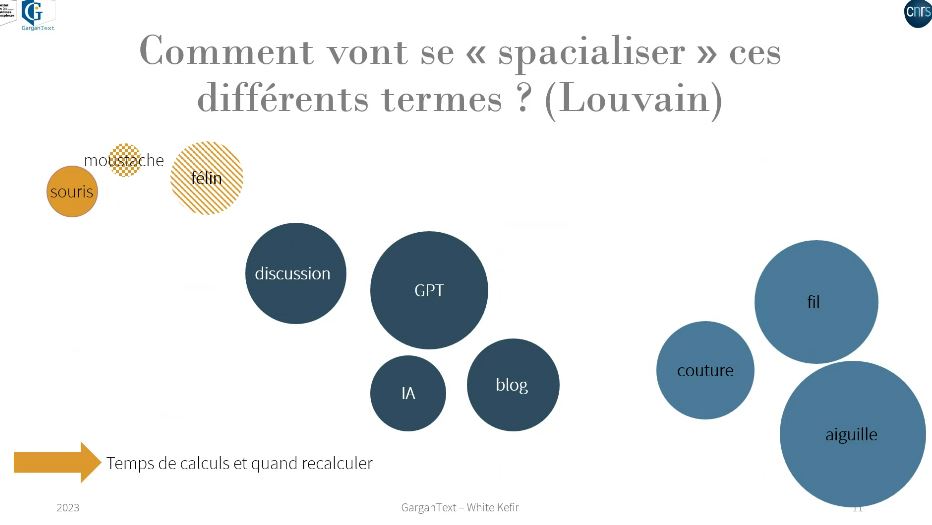 GarganText
cnrs
Comment vont se « spacialiser » ces
différents termes ? (Louvain)
moustache
souris
félin
discussion
GPT
fil
couture
IA
blog
aiguille
Temps de calculs et quand recalculer
2023
GarganText – White Kefir
11